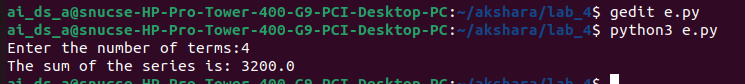 ai_ds_a@snucse-HP-Pro-Tower-400-G9-PCI-Desktop-PC:~/akshara/lab_4$ gedit e.py
ai_ds_a@snucse-HP-Pro-Tower-400-G9-PCI-Desktop-PC:~/akshara/lab_4$ python3 e.py
Enter the number of terms:4
The sum of the series is: 3200.0
ai_ds_a@snucse-HP-Pro-Tower-400-G9-PCI-Desktop-PC:~/akshara/lab_4$